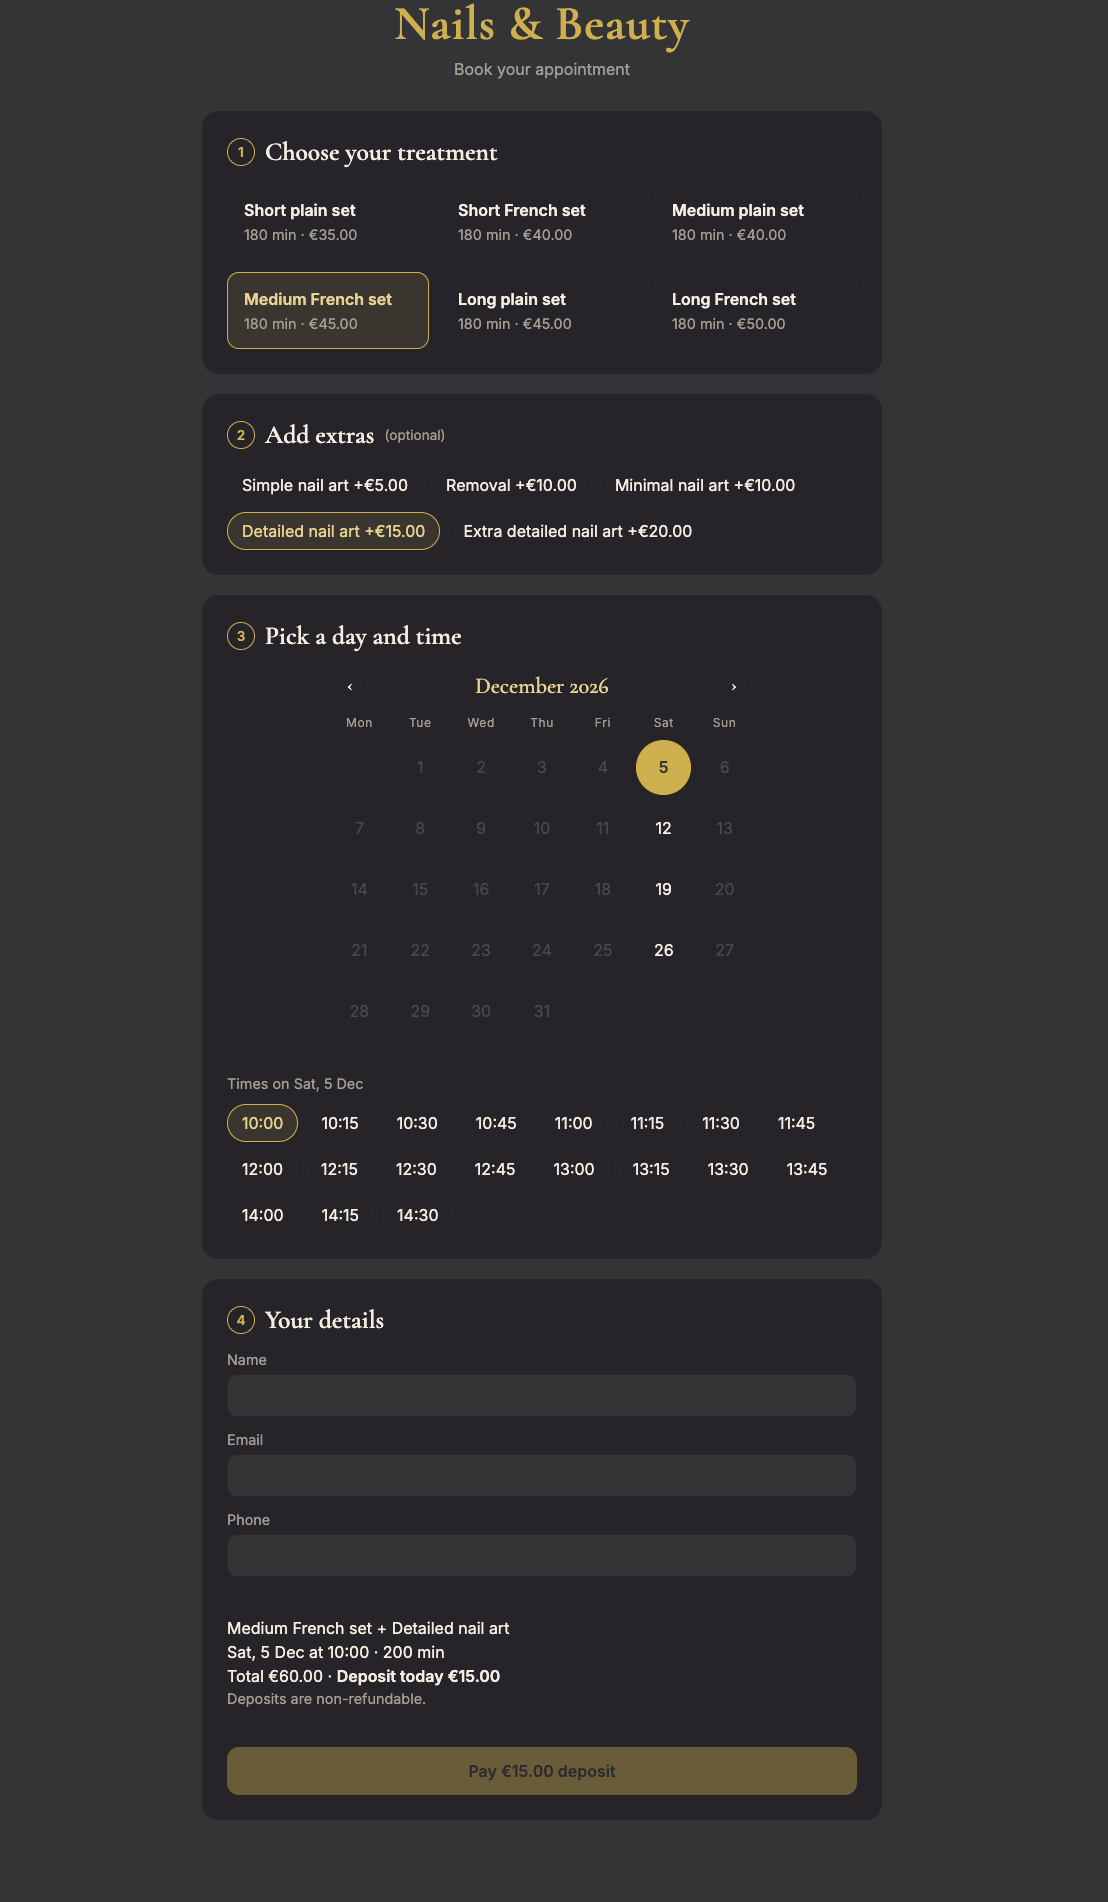 Nails & Beauty
Book your appointment
1 Choose your treatment
Short plain set
180 min · €35.00
Short French set
180 min · €40.00
Medium plain set
180 min · €40.00
Medium French set
180 min · €45.00
Long plain set
180 min · €45.00
Long French set
180 min · €50.00
2 Add extras (optional)
Simple nail art +€5.00 Removal +€10.00 Minimal nail art +€10.00
Detailed nail art +€15.00 Extra detailed nail art +€20.00
3 Pick a day and time
‹ December 2026 ›
Mon Tue Wed Thu Fri Sat Sun
1 2 3 4 5 6
7 8 9 10 11 12 13
14 15 16 17 18 19 20
21 22 23 24 25 26 27
28 29 30 31
Times on Sat, 5 Dec
10:00 10:15 10:30 10:45 11:00 11:15 11:30 11:45
12:00 12:15 12:30 12:45 13:00 13:15 13:30 13:45
14:00 14:15 14:30
4 Your details
Name
Email
Phone
Medium French set + Detailed nail art
Sat, 5 Dec at 10:00 · 200 min
Total €60.00 · Deposit today €15.00
Deposits are non-refundable.
Pay €15.00 deposit